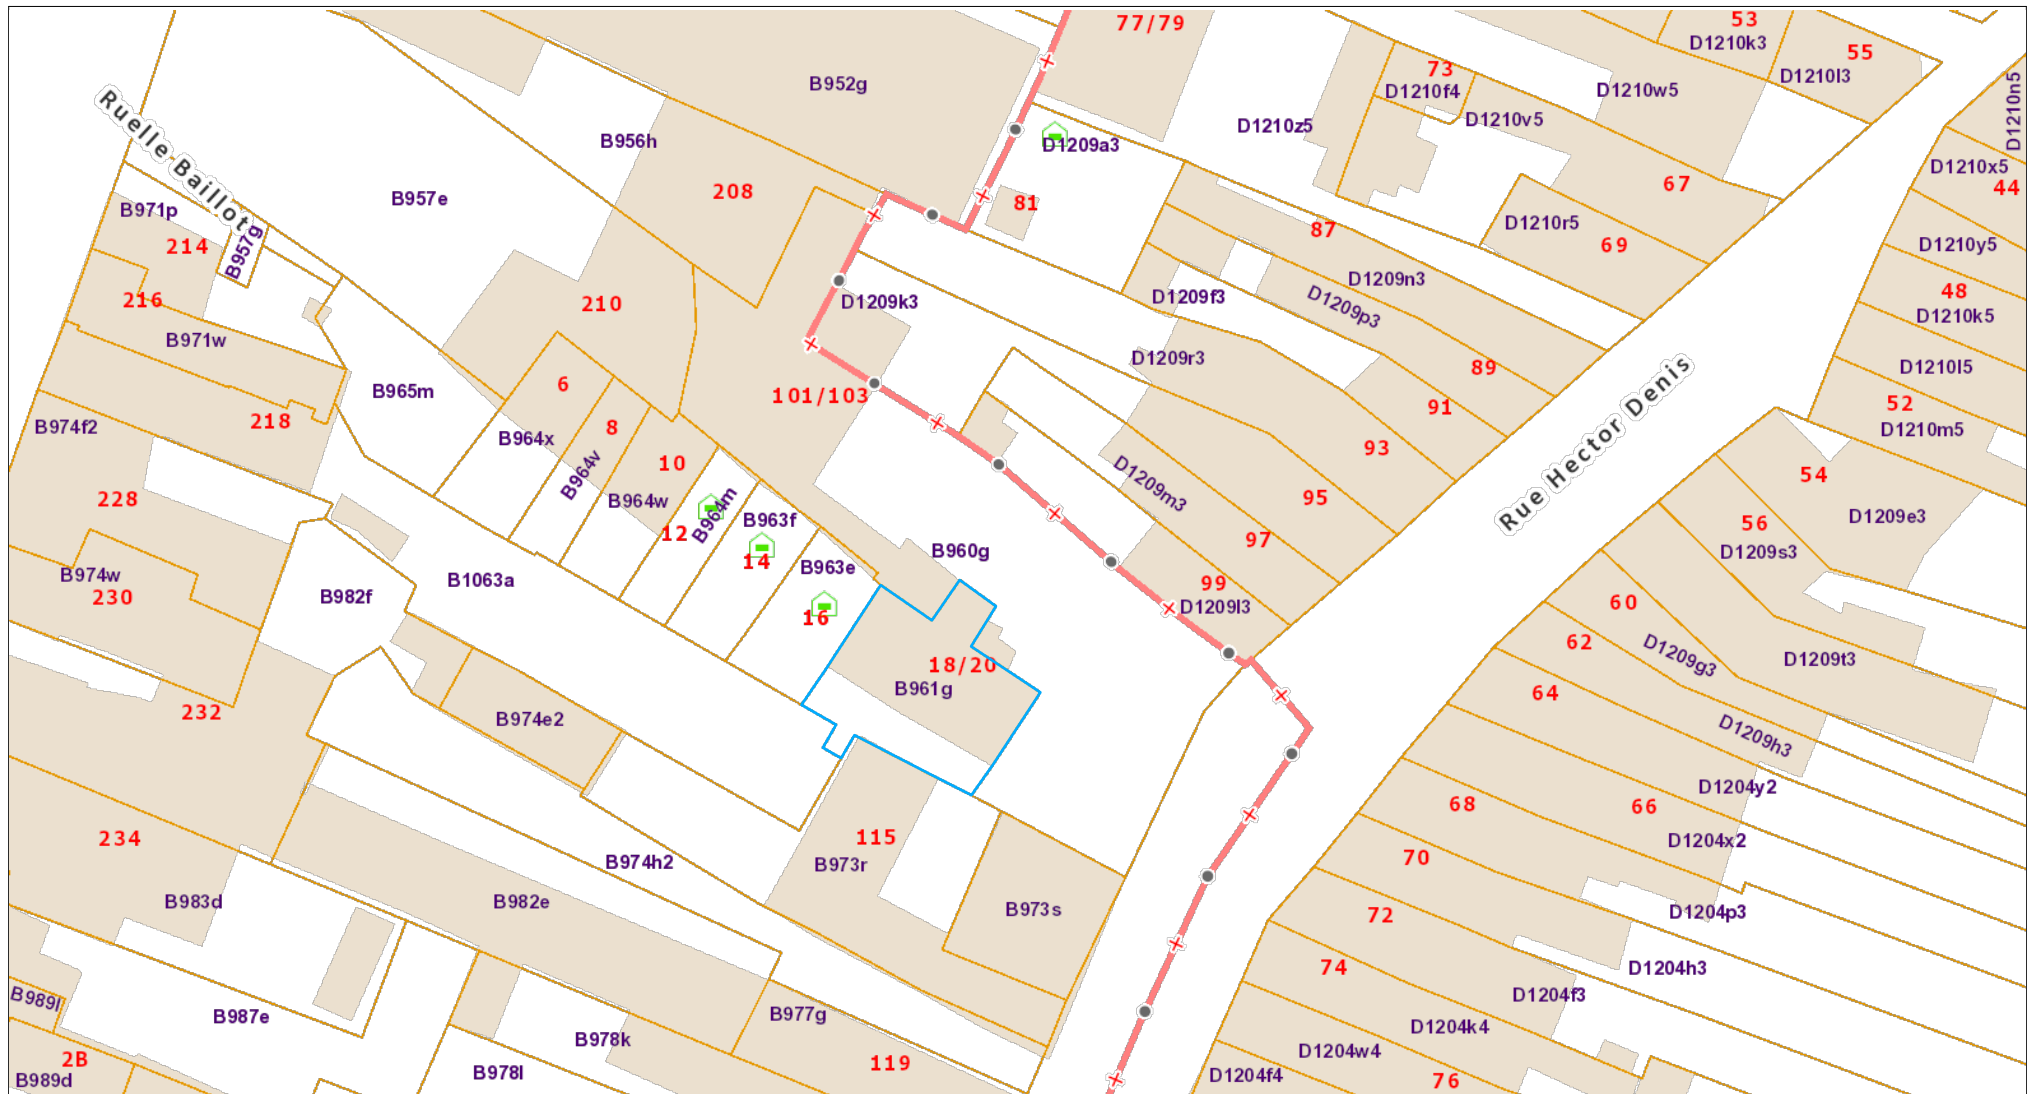 77/79
53
D1210k3
55
D1210l3
73
D1210f4
B952g
D1210w5
D1210n5
D1210v5
D1210z5
B956h
D1209a3
D1210x5
44
Ruelle Baillot
B957e
208
81
67
B971p
87
D1210r5
69
D1210y5
214
B957g
D1209n3
216
210
D1209k3
D1209f3
D1209p3
48
D1210k5
B971w
D1209r3
89
D1210l5
6
B965m
101/103
91
52
218
B974f2
8
B964x
D1210m5
Rue Hector Denis
93
10
B964v
D1209m3
54
228
B964w
95
B964m
B963f
12
56
D1209e3
97
14
B960g
D1209s3
B974w
B963e
B1063a
99
230
B982f
16
D1209l3
60
62
D1209g3
18/20
D1209t3
B961g
64
232
B974e2
D1209h3
D1204y2
68
66
234
115
D1204x2
B974h2
B973r
70
B983d
B982e
B973s
72
D1204p3
74
D1204h3
B989l
B987e
B977g
D1204f3
B978k
D1204k4
2B
119
D1204w4
B989d
B978l
D1204f4
76